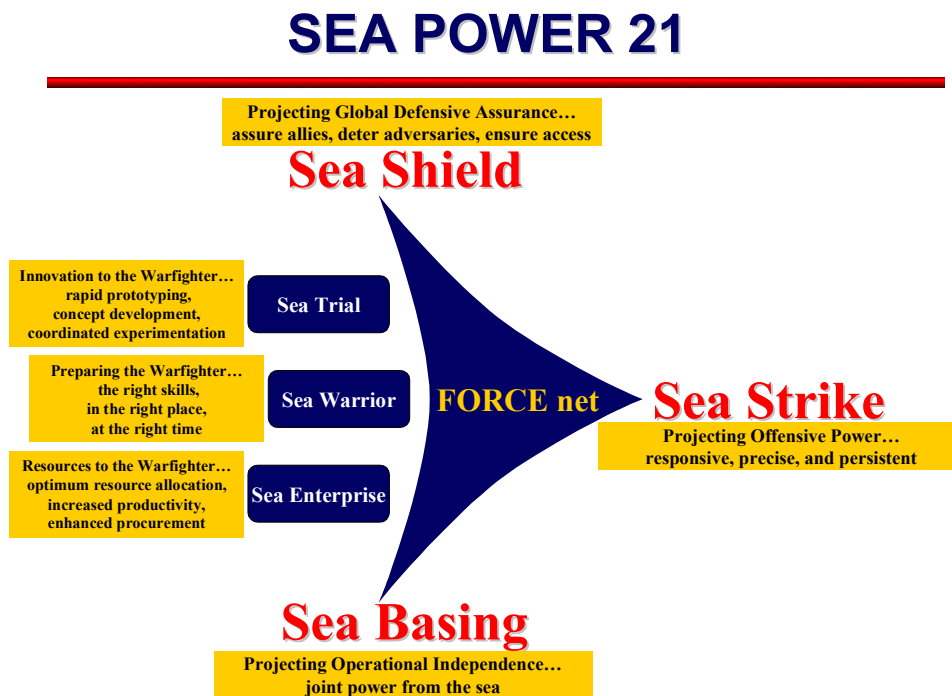 SEA POWER 21
Projecting Global Defensive Assurance…
assure allies, deter adversaries, ensure access
Sea Shield
Innovation to the Warfighter…
rapid prototyping,
concept development,
coordinated experimentation
Sea Trial
Preparing the Warfighter…
the right skills,
in the right place,
at the right time
Sea Warrior
FORCE net
Sea Strike
Projecting Offensive Power…
responsive, precise, and persistent
Resources to the Warfighter…
optimum resource allocation,
increased productivity,
enhanced procurement
Sea Enterprise
Sea Basing
Projecting Operational Independence…
joint power from the sea